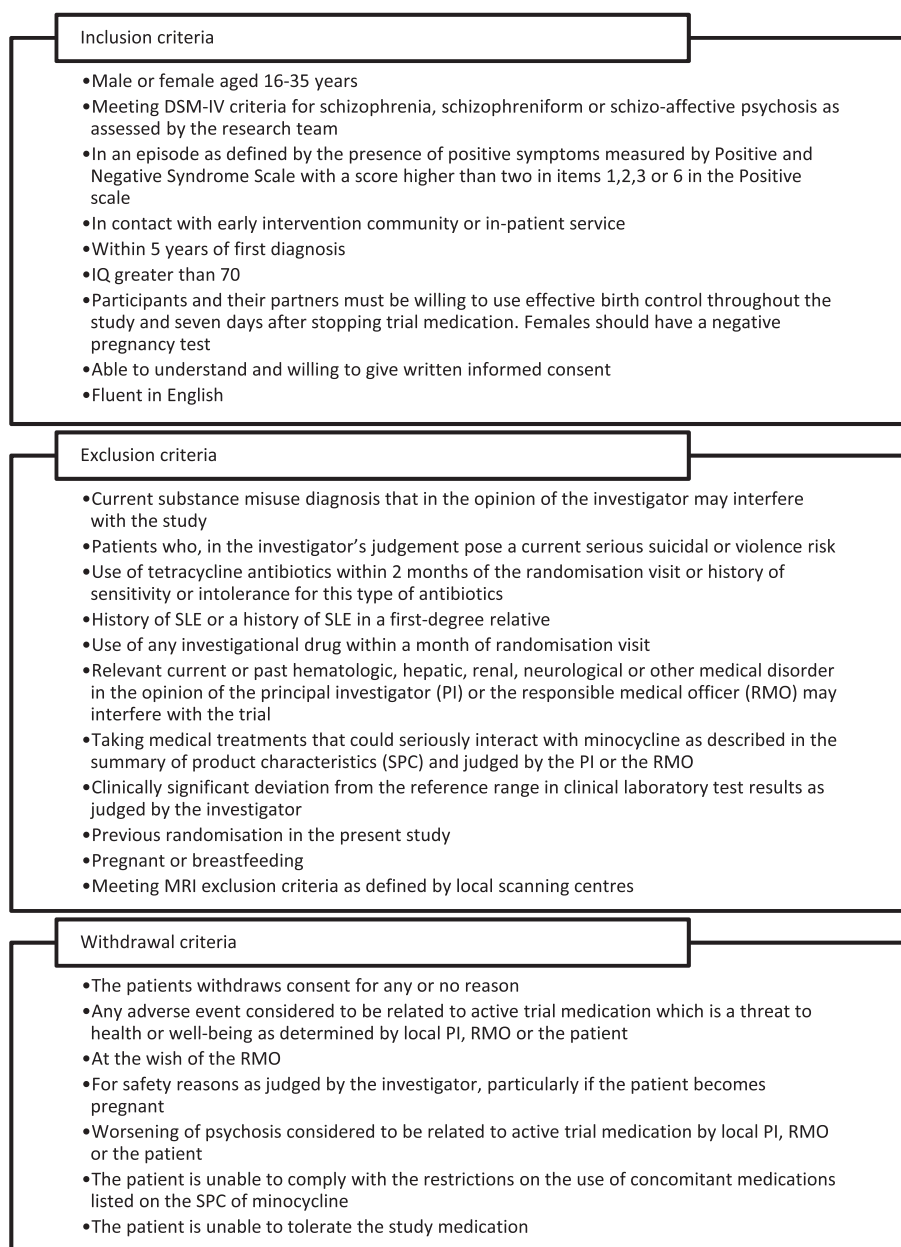 Inclusion criteria
•Male or female aged 16-35 years
•Meeting DSM-IV criteria for schizophrenia, schizophreniform or schizo-affective psychosis as
assessed by the research team
•In an episode as defined by the presence of positive symptoms measured by Positive and
Negative Syndrome Scale with a score higher than two in items 1,2,3 or 6 in the Positive
scale
•In contact with early intervention community or in-patient service
•Within 5 years of first diagnosis
•IQ greater than 70
•Participants and their partners must be willing to use effective birth control throughout the
study and seven days after stopping trial medication. Females should have a negative
pregnancy test
•Able to understand and willing to give written informed consent
•Fluent in English
Exclusion criteria
•Current substance misuse diagnosis that in the opinion of the investigator may interfere
with the study
•Patients who, in the investigator’s judgement pose a current serious suicidal or violence risk
•Use of tetracycline antibiotics within 2 months of the randomisation visit or history of
sensitivity or intolerance for this type of antibiotics
•History of SLE or a history of SLE in a first-degree relative
•Use of any investigational drug within a month of randomisation visit
•Relevant current or past hematologic, hepatic, renal, neurological or other medical disorder
in the opinion of the principal investigator (PI) or the responsible medical officer (RMO) may
interfere with the trial
•Taking medical treatments that could seriously interact with minocycline as described in the
summary of product characteristics (SPC) and judged by the PI or the RMO
•Clinically significant deviation from the reference range in clinical laboratory test results as
judged by the investigator
•Previous randomisation in the present study
•Pregnant or breastfeeding
•Meeting MRI exclusion criteria as defined by local scanning centres
Withdrawal criteria
•The patients withdraws consent for any or no reason
•Any adverse event considered to be related to active trial medication which is a threat to
health or well-being as determined by local PI, RMO or the patient
•At the wish of the RMO
•For safety reasons as judged by the investigator, particularly if the patient becomes
pregnant
•Worsening of psychosis considered to be related to active trial medication by local PI, RMO
or the patient
•The patient is unable to comply with the restrictions on the use of concomitant medications
listed on the SPC of minocycline
•The patient is unable to tolerate the study medication